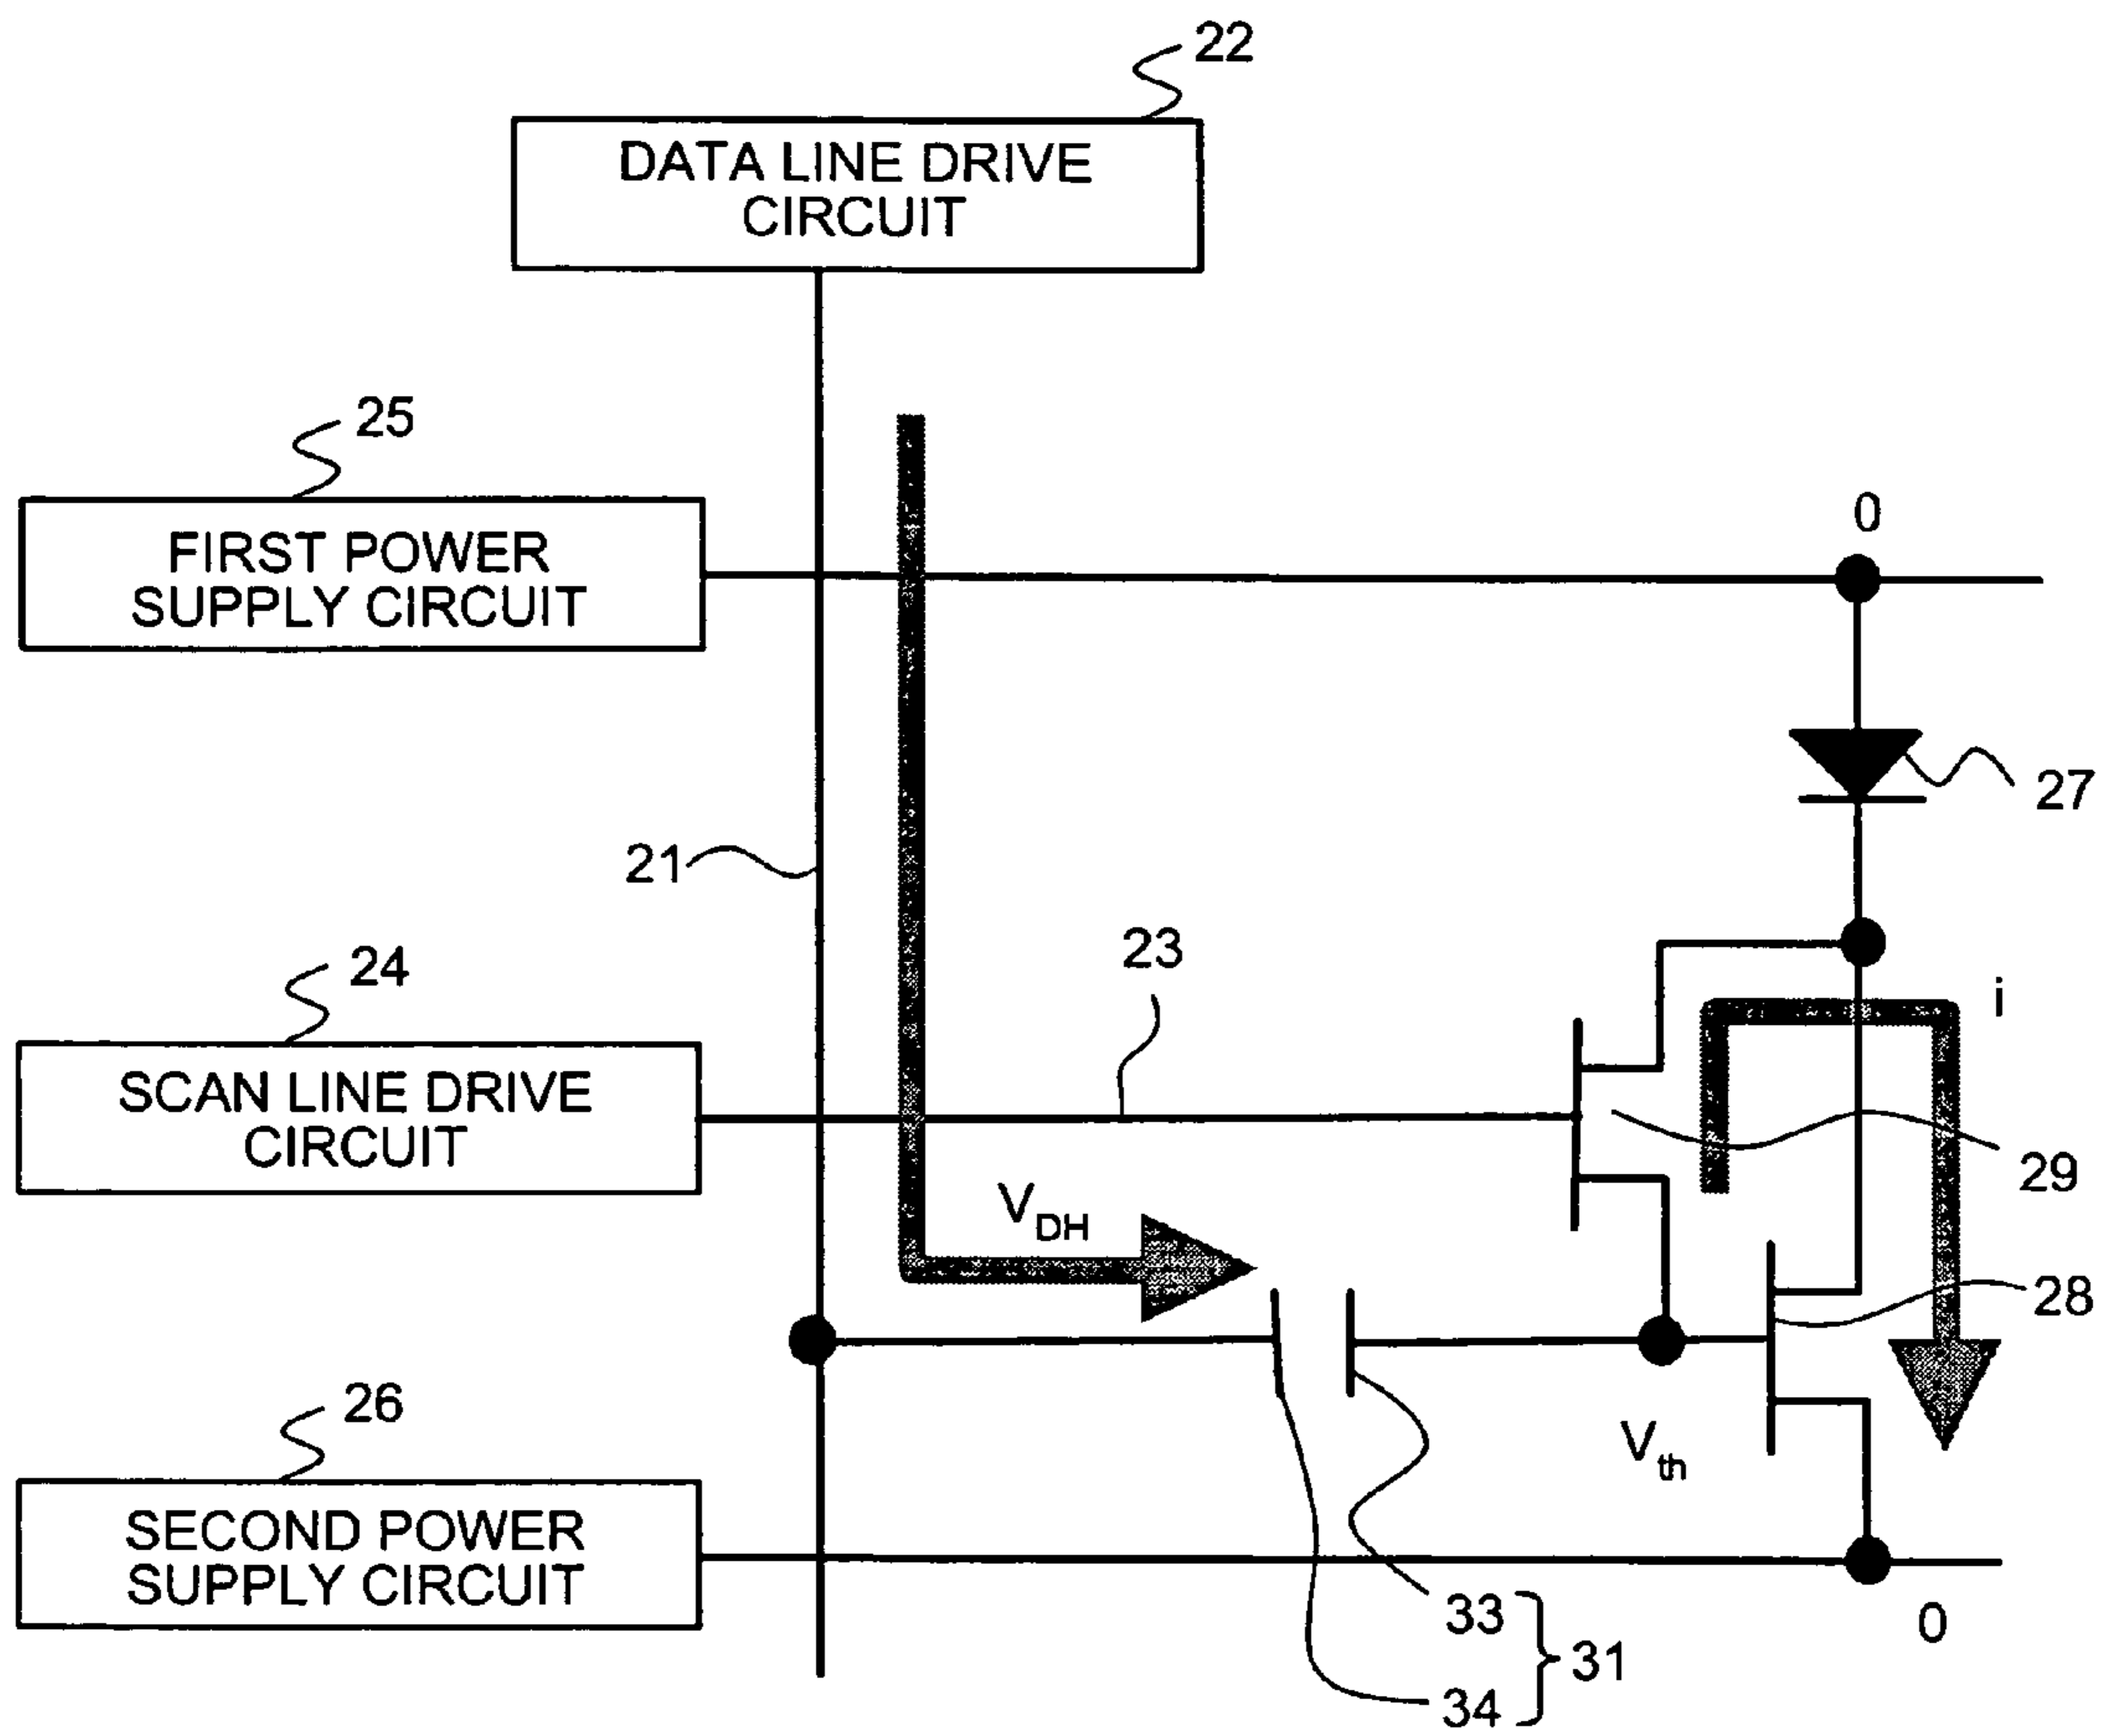 22
DATA LINE DRIVE
CIRCUIT
25
FIRST POWER
SUPPLY CIRCUIT
0
27
21
24
23
i
SCAN LINE DRIVE
CIRCUIT
29
VDH
28
26
Vth
SECOND POWER
SUPPLY CIRCUIT
33
31
34
0